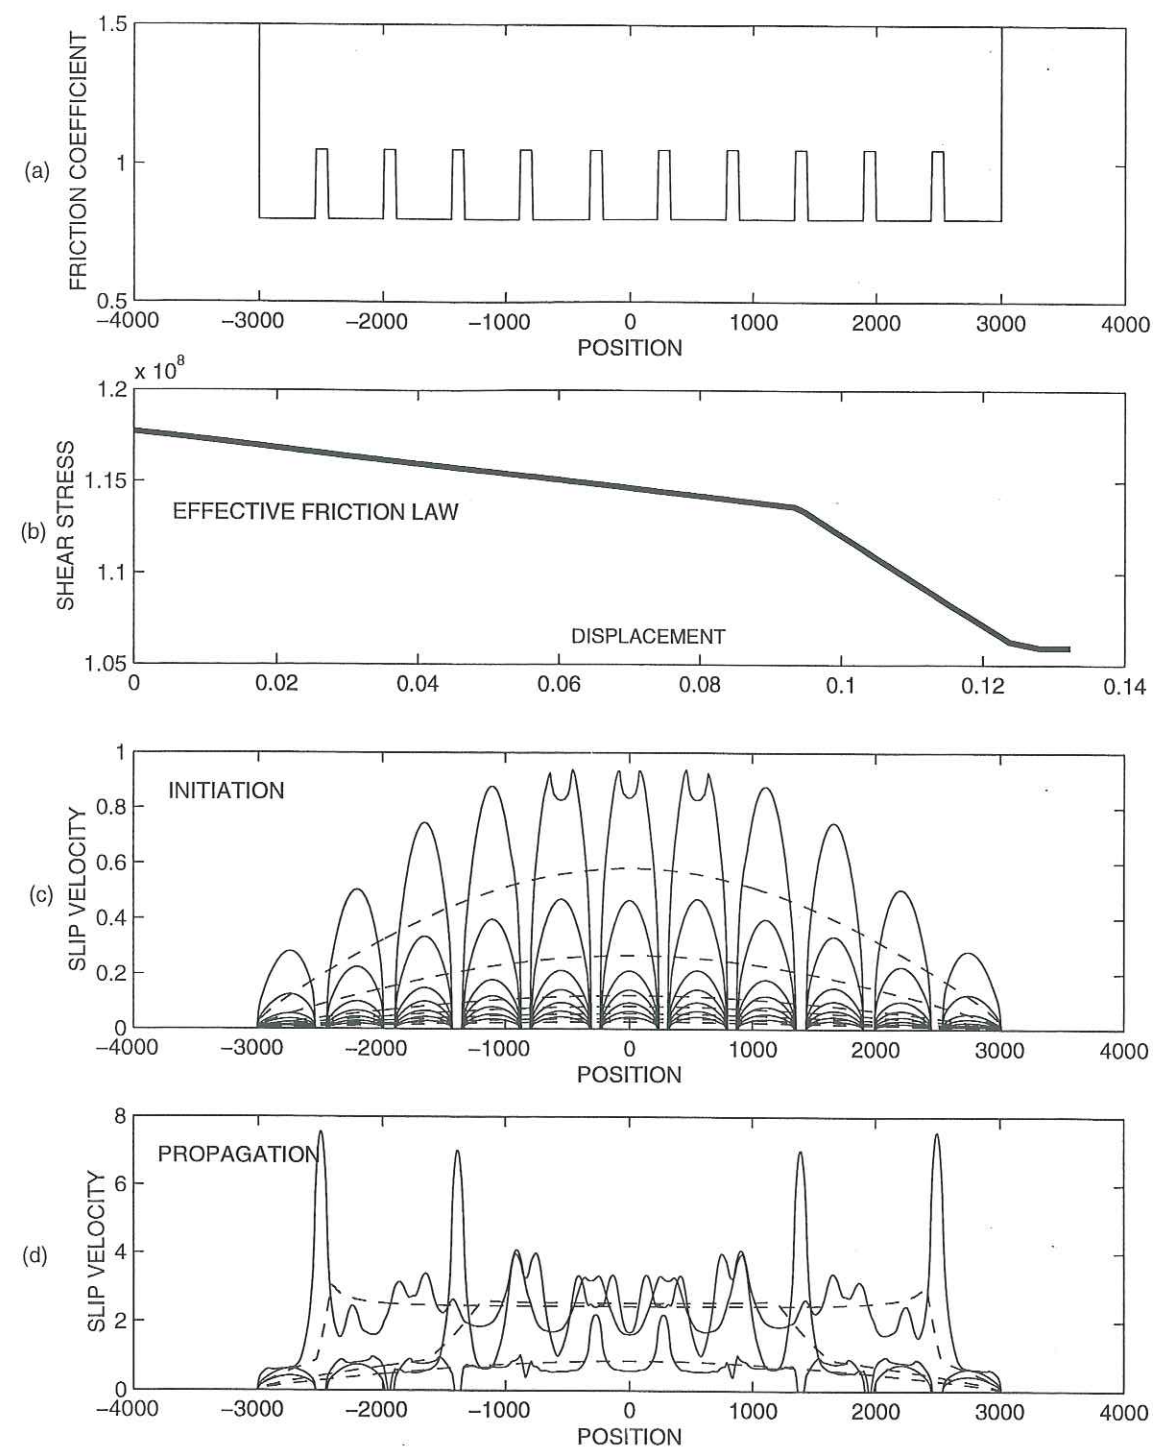 (a)
FRICTION COEFFICIENT
1.5
1
0.5
−4000 −3000 −2000 −1000 0 1000 2000 3000 4000
POSITION
x 10^8
(b)
SHEAR STRESS
1.2
1.15
1.1
1.05
EFFECTIVE FRICTION LAW
DISPLACEMENT
0 0.02 0.04 0.06 0.08 0.1 0.12 0.14
(c)
SLIP VELOCITY
1
0.8
0.6
0.4
0.2
0
INITIATION
−4000 −3000 −2000 −1000 0 1000 2000 3000 4000
POSITION
(d)
SLIP VELOCITY
8
6
4
2
0
PROPAGATION
−4000 −3000 −2000 −1000 0 1000 2000 3000 4000
POSITION